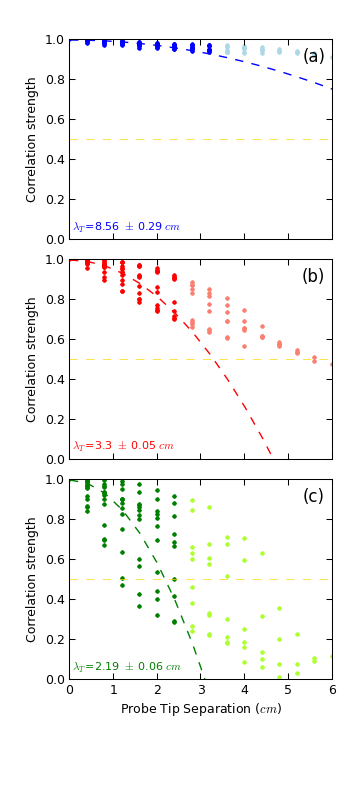 1.0
(a)
0.8
0.6
0.4
0.2
0.0
Correlation strength
λ_T=8.56 ± 0.29 cm
1.0
(b)
0.8
0.6
0.4
0.2
0.0
Correlation strength
λ_T=3.3 ± 0.05 cm
1.0
(c)
0.8
0.6
0.4
0.2
0.0
Correlation strength
λ_T=2.19 ± 0.06 cm
0 1 2 3 4 5 6
Probe Tip Separation (cm)